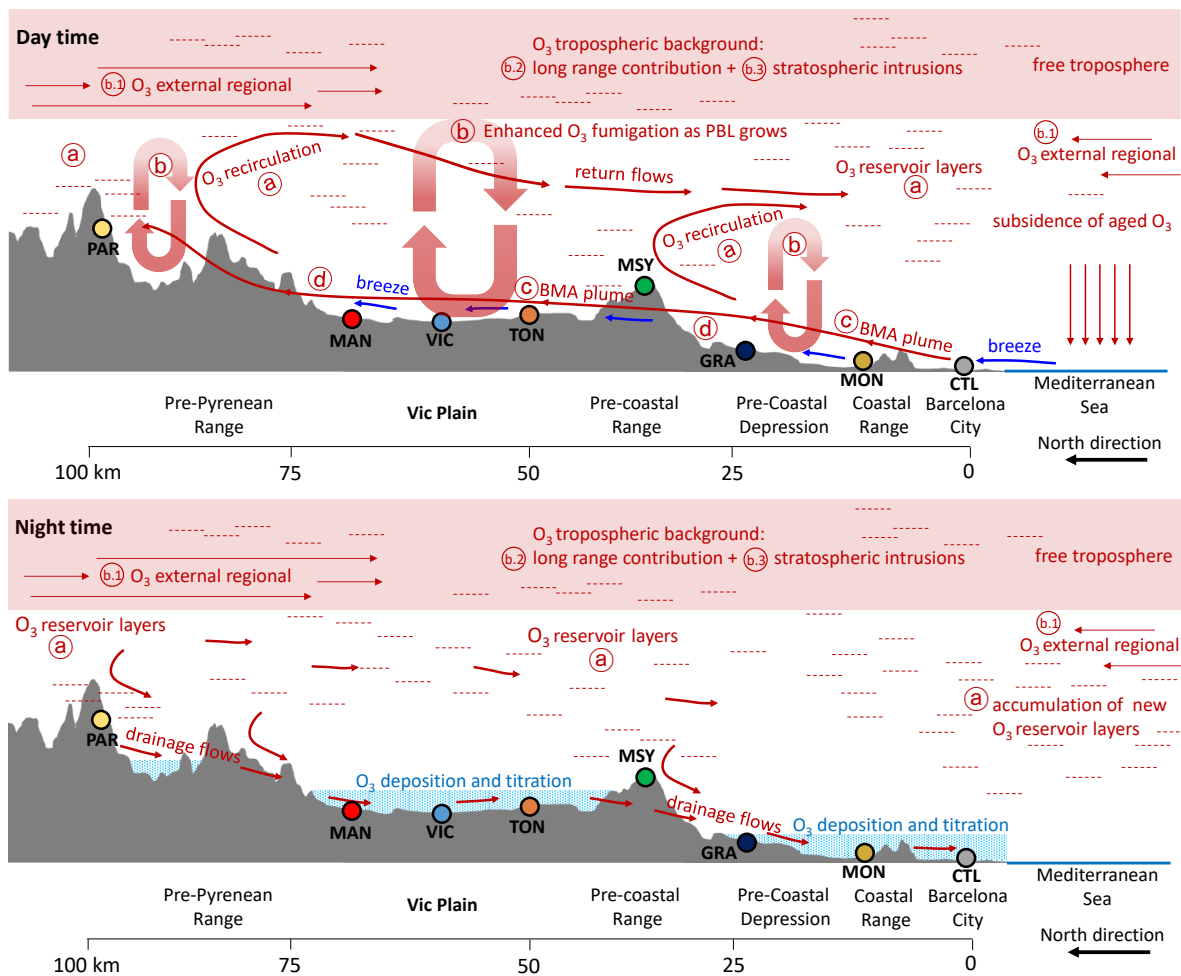 Day time
O3 tropospheric background:
b.2 long range contribution + b.3 stratospheric intrusions
free troposphere
b.1 O3 external regional
a
b
O3 recirculation
a
b Enhanced O3 fumigation as PBL grows
return flows
O3 reservoir layers
a
b.1
O3 external regional
subsidence of aged O3
O3 recirculation
a
b
PAR
MSY
d
breeze
c BMA plume
d
c BMA plume
breeze
MAN
VIC
TON
GRA
MON
CTL
Pre-Pyrenean
Range
Vic Plain
Pre-coastal
Range
Pre-Coastal
Depression
Coastal
Range
Barcelona
City
Mediterranean
Sea
North direction
100 km
75
50
25
0
Night time
O3 tropospheric background:
b.2 long range contribution + b.3 stratospheric intrusions
free troposphere
b.1 O3 external regional
O3 reservoir layers
a
O3 reservoir layers
a
b.1
O3 external regional
a accumulation of new
O3 reservoir layers
PAR
drainage flows
MSY
O3 deposition and titration
drainage flows
O3 deposition and titration
MAN
VIC
TON
GRA
MON
CTL
Pre-Pyrenean
Range
Vic Plain
Pre-coastal
Range
Pre-Coastal
Depression
Coastal
Range
Barcelona
City
Mediterranean
Sea
North direction
100 km
75
50
25
0